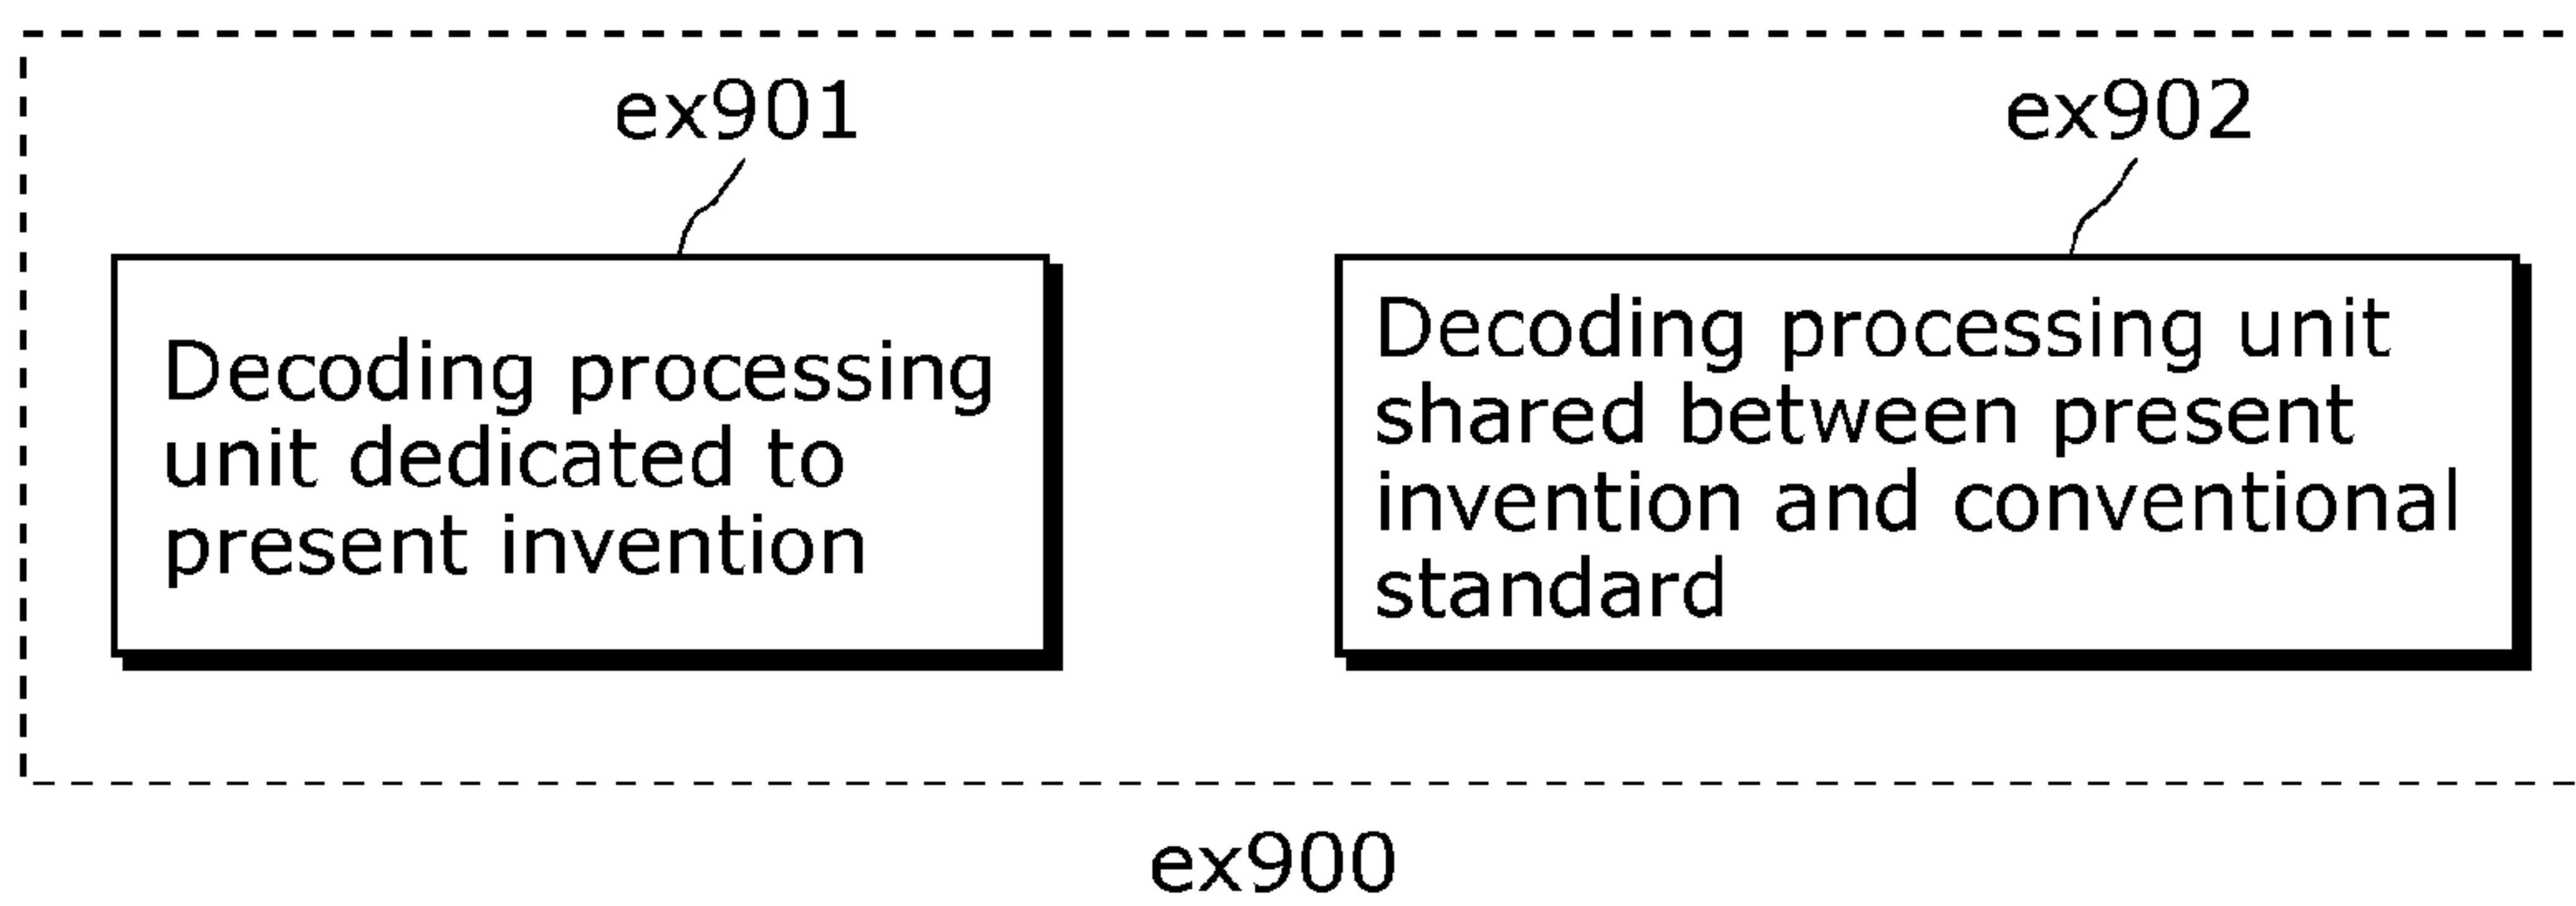 ex901
Decoding processing
unit dedicated to
present invention
ex902
Decoding processing unit
shared between present
invention and conventional
standard
ex900